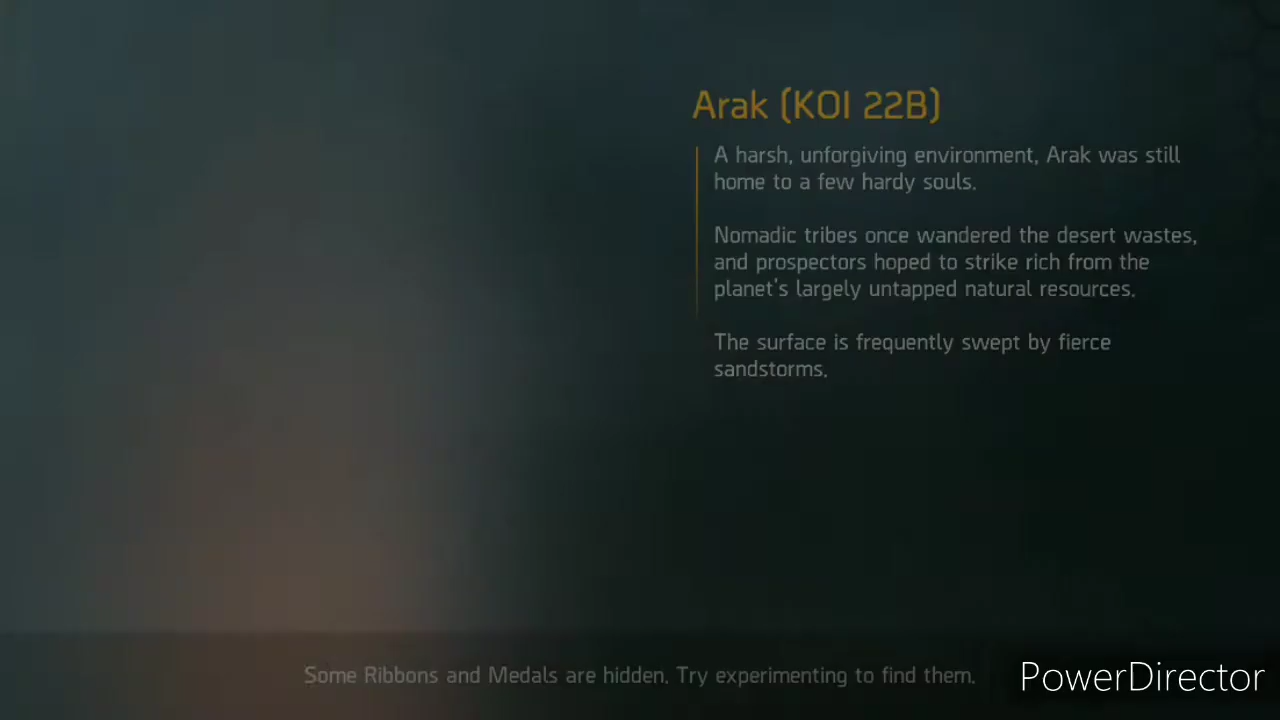 Arak (KOI 22B)
A harsh, unforgiving environment, Arak was still
home to a few hardy souls.
Nomadic tribes once wandered the desert wastes,
and prospectors hoped to strike rich from the
planet's largely untapped natural resources.
The surface is frequently swept by fierce
sandstorms.
Some Ribbons and Medals are hidden. Try experimenting to find them.
PowerDirector